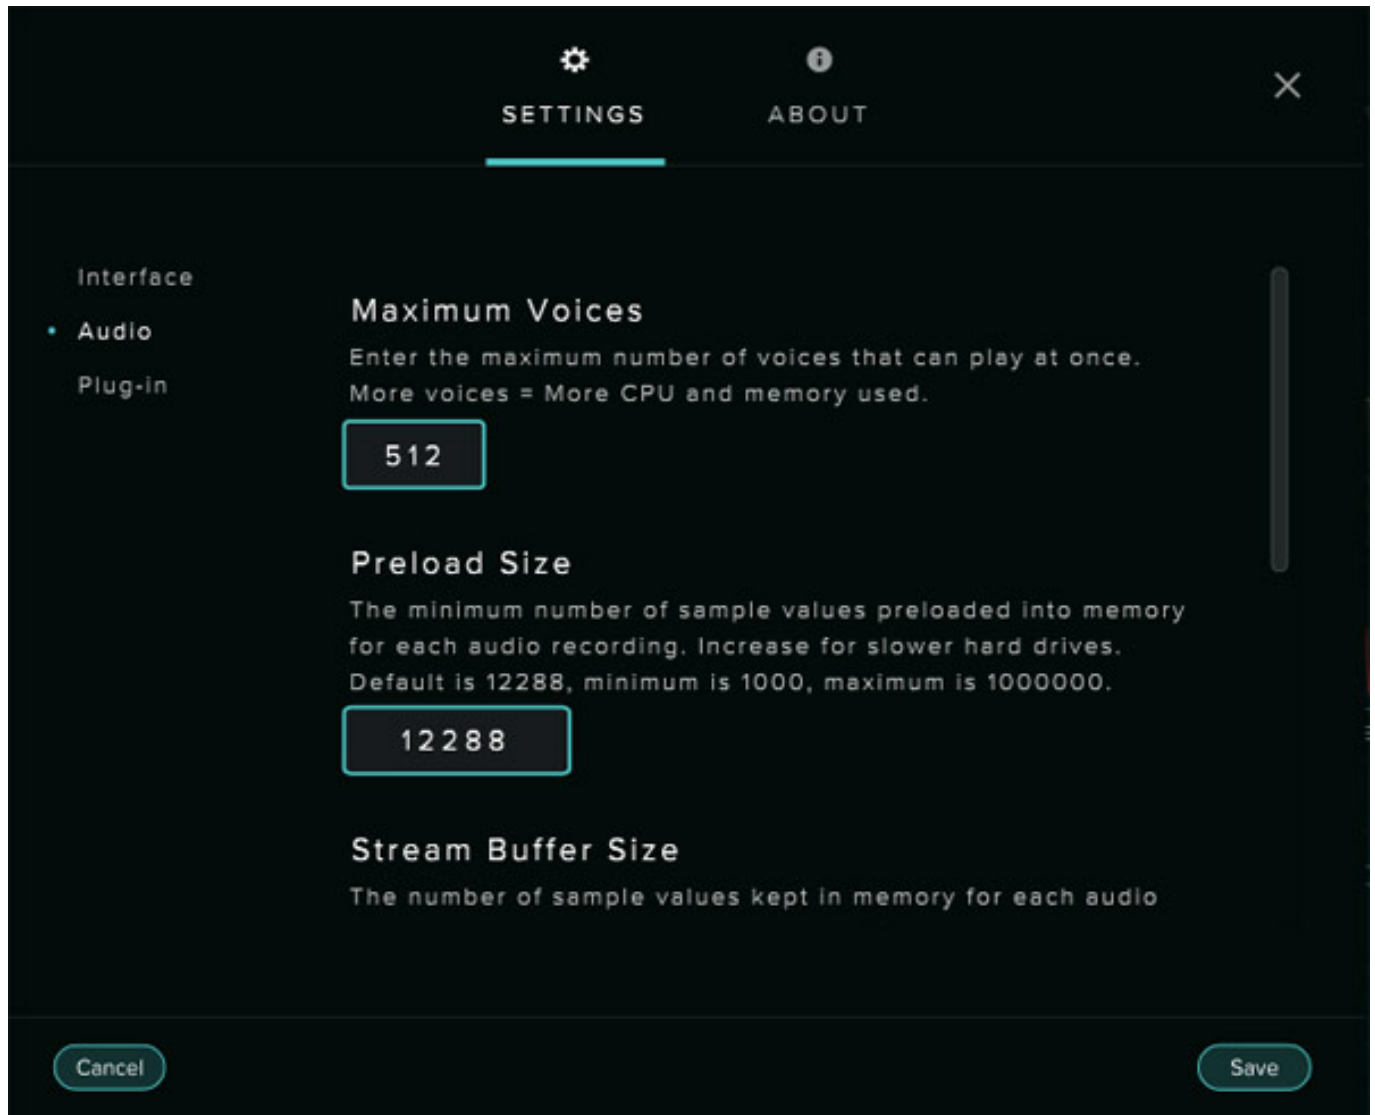 SETTINGS
ABOUT
Interface
Audio
Plug-in
Maximum Voices
Enter the maximum number of voices that can play at once.
More voices = More CPU and memory used.
512
Preload Size
The minimum number of sample values preloaded into memory
for each audio recording. Increase for slower hard drives.
Default is 12288, minimum is 1000, maximum is 1000000.
12288
Stream Buffer Size
The number of sample values kept in memory for each audio
Cancel
Save